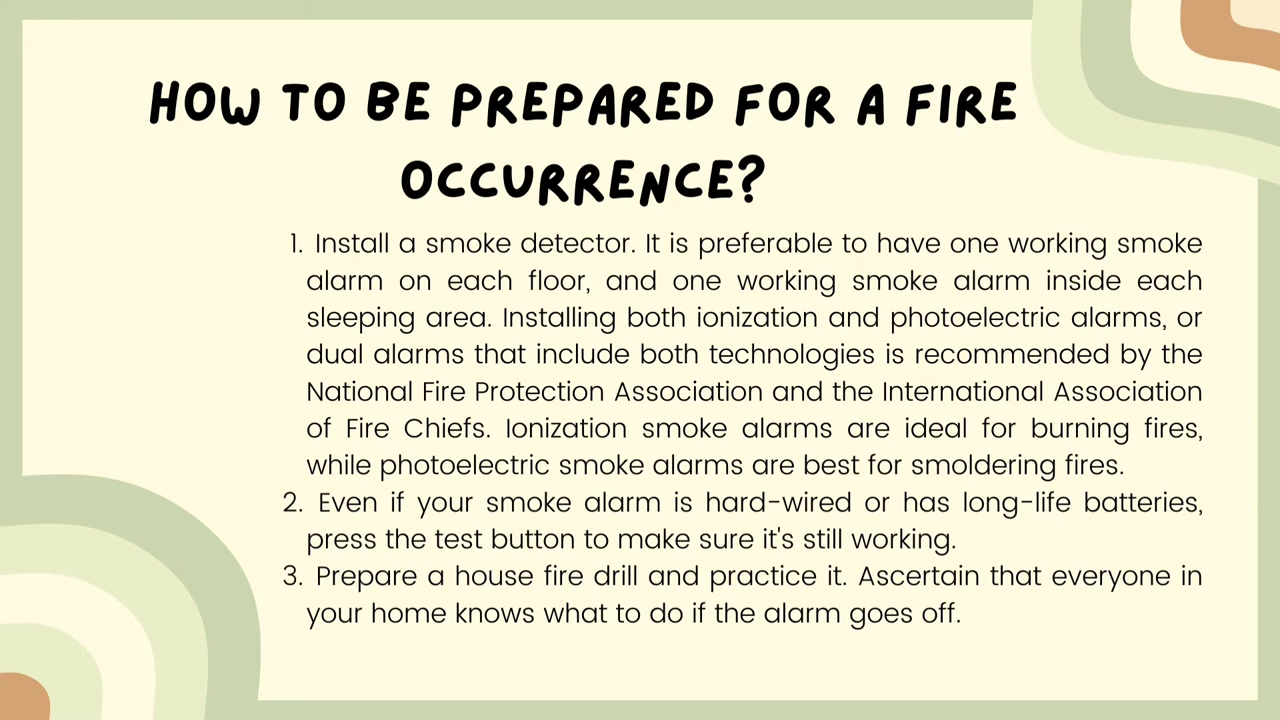 HOW TO BE PREPARED FOR A FIRE
OCCURRENCE?
1. Install a smoke detector. It is preferable to have one working smoke
alarm on each floor, and one working smoke alarm inside each
sleeping area. Installing both ionization and photoelectric alarms, or
dual alarms that include both technologies is recommended by the
National Fire Protection Association and the International Association
of Fire Chiefs. Ionization smoke alarms are ideal for burning fires,
while photoelectric smoke alarms are best for smoldering fires.
2. Even if your smoke alarm is hard-wired or has long-life batteries,
press the test button to make sure it's still working.
3. Prepare a house fire drill and practice it. Ascertain that everyone in
your home knows what to do if the alarm goes off.